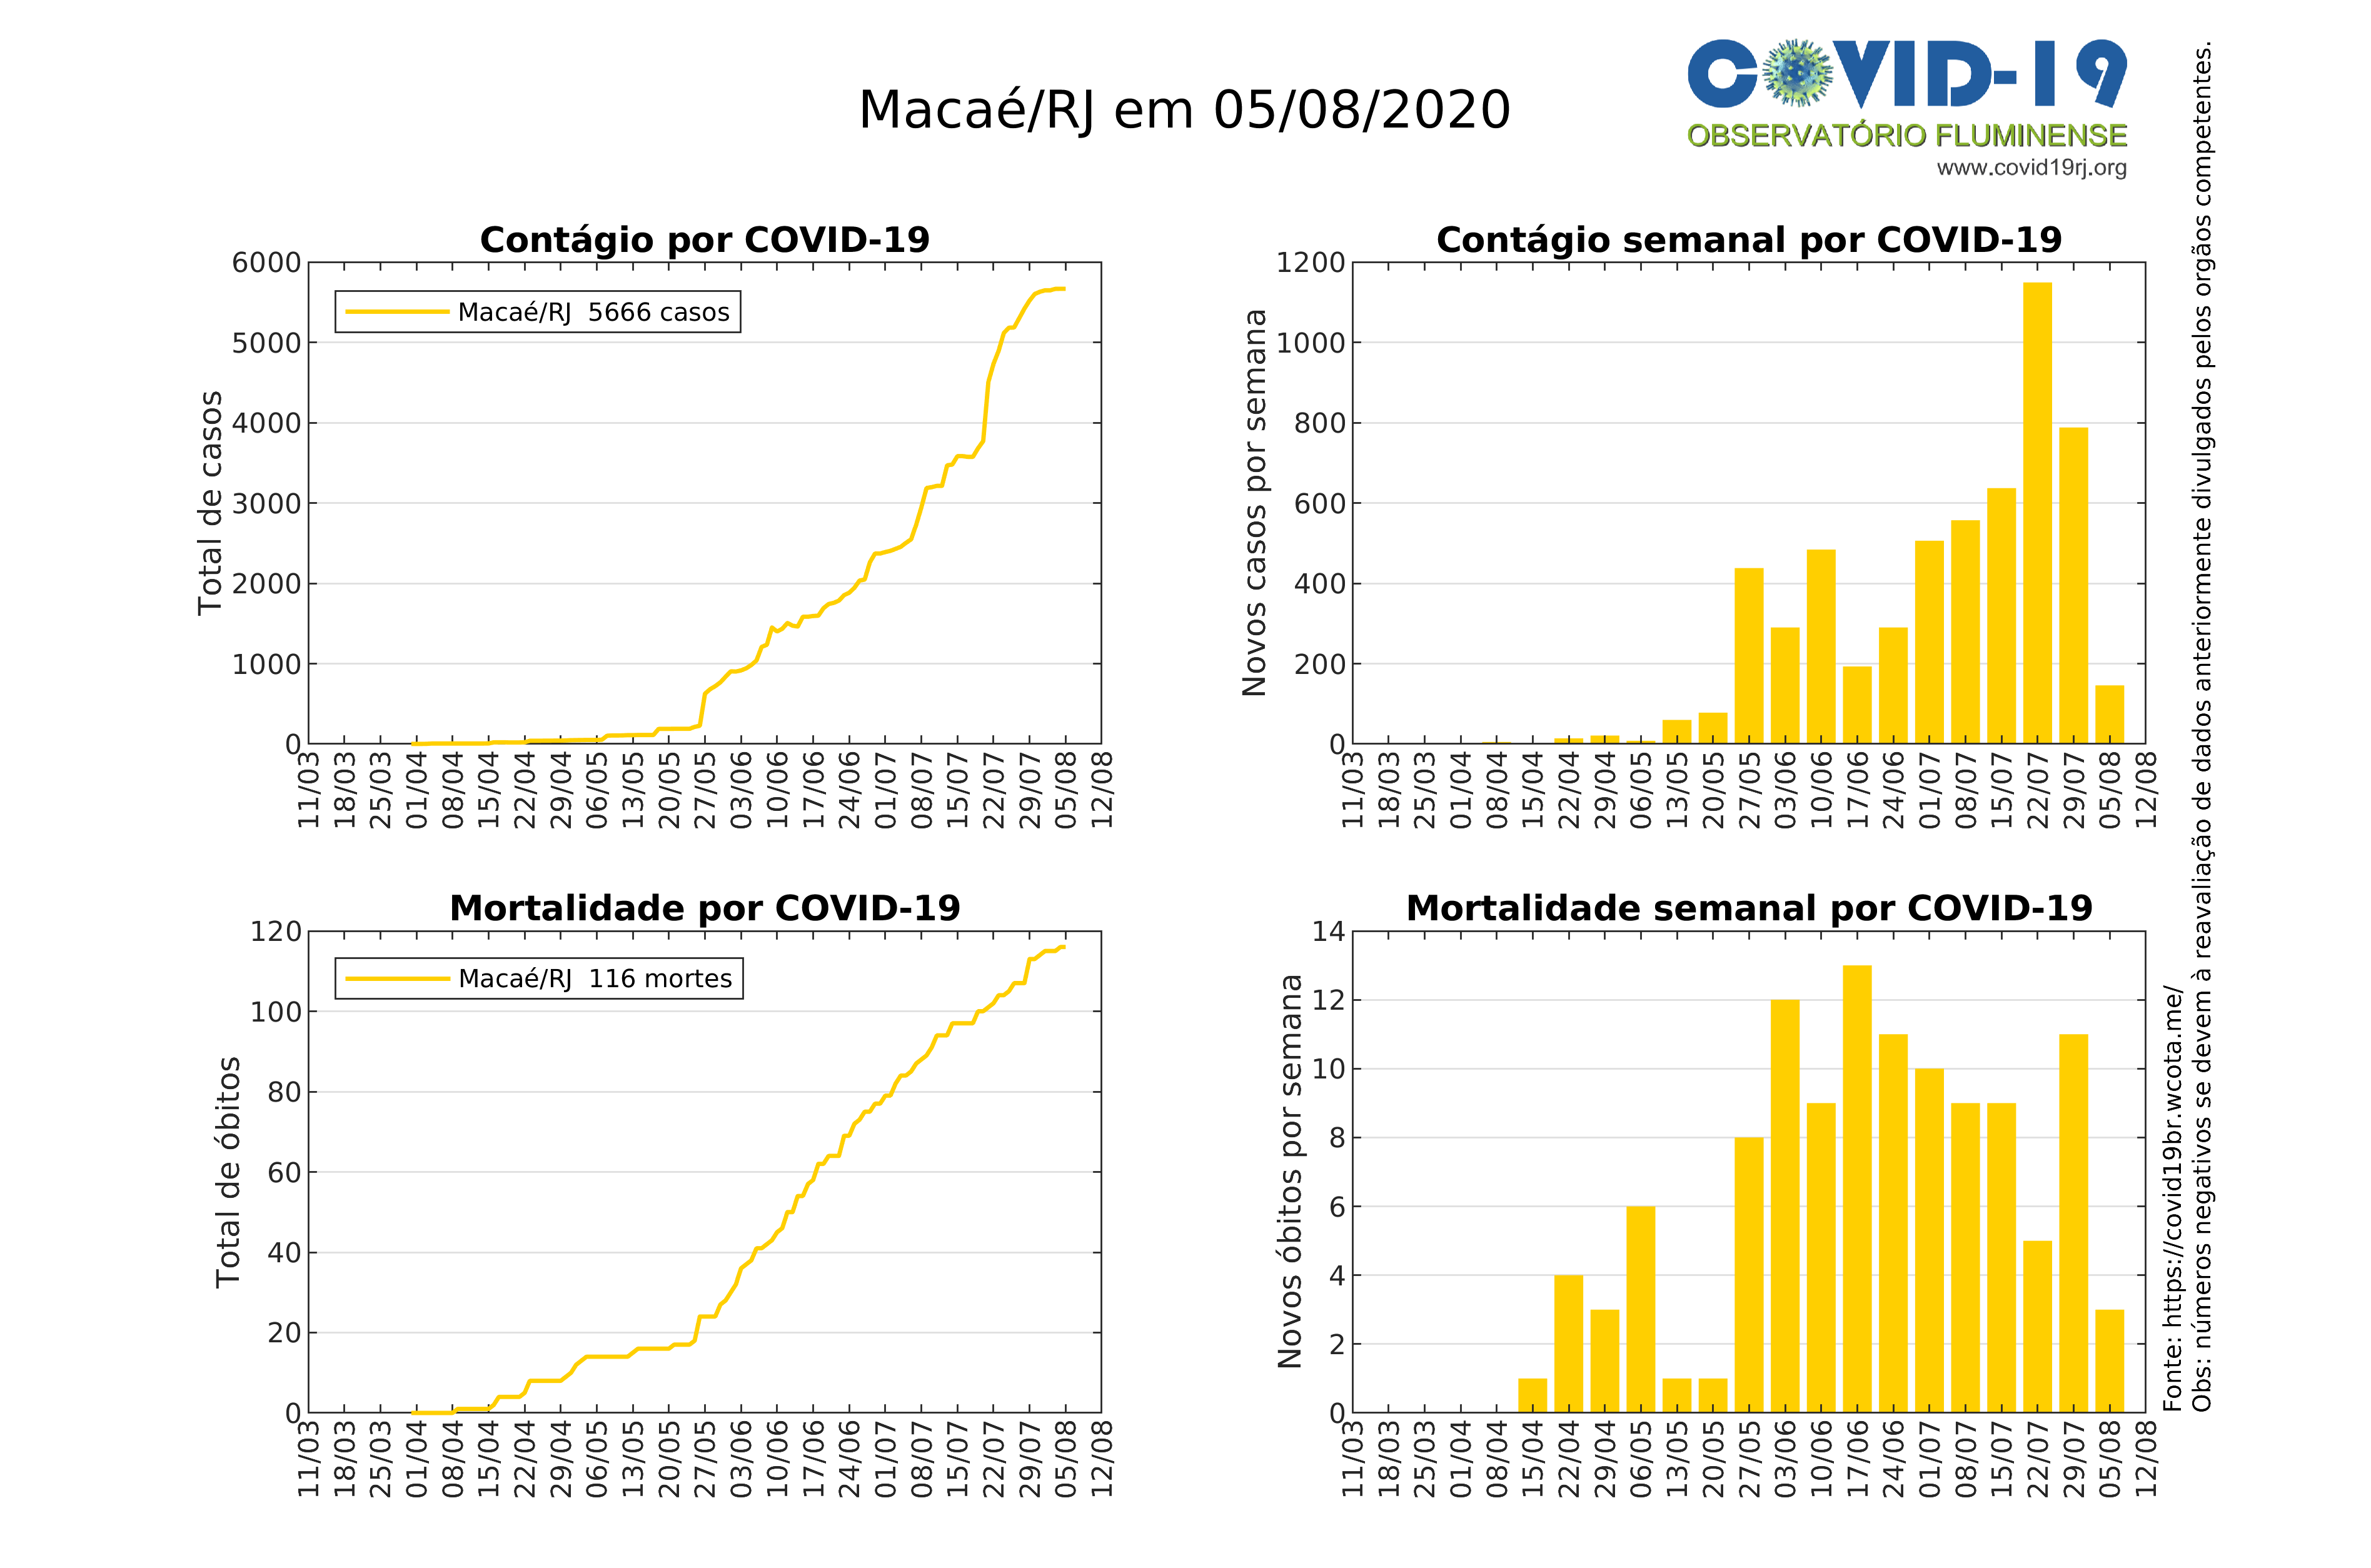 Macaé/RJ em 05/08/2020
COVID-19
OBSERVATÓRIO FLUMINENSE
www.covid19rj.org
Contágio por COVID-19
Total de casos
6000
5000
4000
3000
2000
1000
0
Macaé/RJ 5666 casos
11/03 18/03 25/03 01/04 08/04 15/04 22/04 29/04 06/05 13/05 20/05 27/05 03/06 10/06 17/06 24/06 01/07 08/07 15/07 22/07 29/07 05/08 12/08
Contágio semanal por COVID-19
Novos casos por semana
1200
1000
800
600
400
200
0
11/03 18/03 25/03 01/04 08/04 15/04 22/04 29/04 06/05 13/05 20/05 27/05 03/06 10/06 17/06 24/06 01/07 08/07 15/07 22/07 29/07 05/08 12/08
Mortalidade por COVID-19
Total de óbitos
120
100
80
60
40
20
0
Macaé/RJ 116 mortes
11/03 18/03 25/03 01/04 08/04 15/04 22/04 29/04 06/05 13/05 20/05 27/05 03/06 10/06 17/06 24/06 01/07 08/07 15/07 22/07 29/07 05/08 12/08
Mortalidade semanal por COVID-19
Novos óbitos por semana
14
12
10
8
6
4
2
0
11/03 18/03 25/03 01/04 08/04 15/04 22/04 29/04 06/05 13/05 20/05 27/05 03/06 10/06 17/06 24/06 01/07 08/07 15/07 22/07 29/07 05/08 12/08
Fonte: https://covid19br.wcota.me/
Obs: números negativos se devem à reavaliação de dados anteriormente divulgados pelos orgãos competentes.